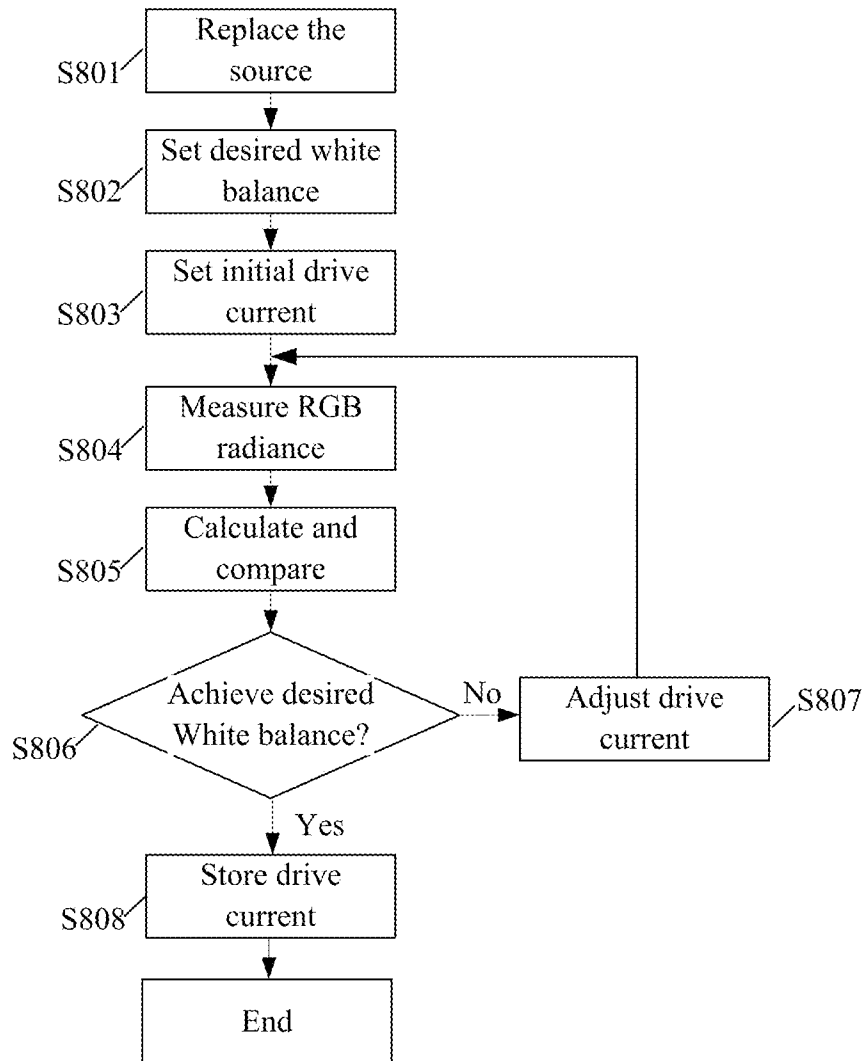 Replace the
source
S801
Set desired white
balance
S802
Set initial drive
current
S803
Measure RGB
radiance
S804
Calculate and
compare
S805
Achieve desired
White balance?
S806
No
Adjust drive
current
S807
Yes
Store drive
current
S808
End